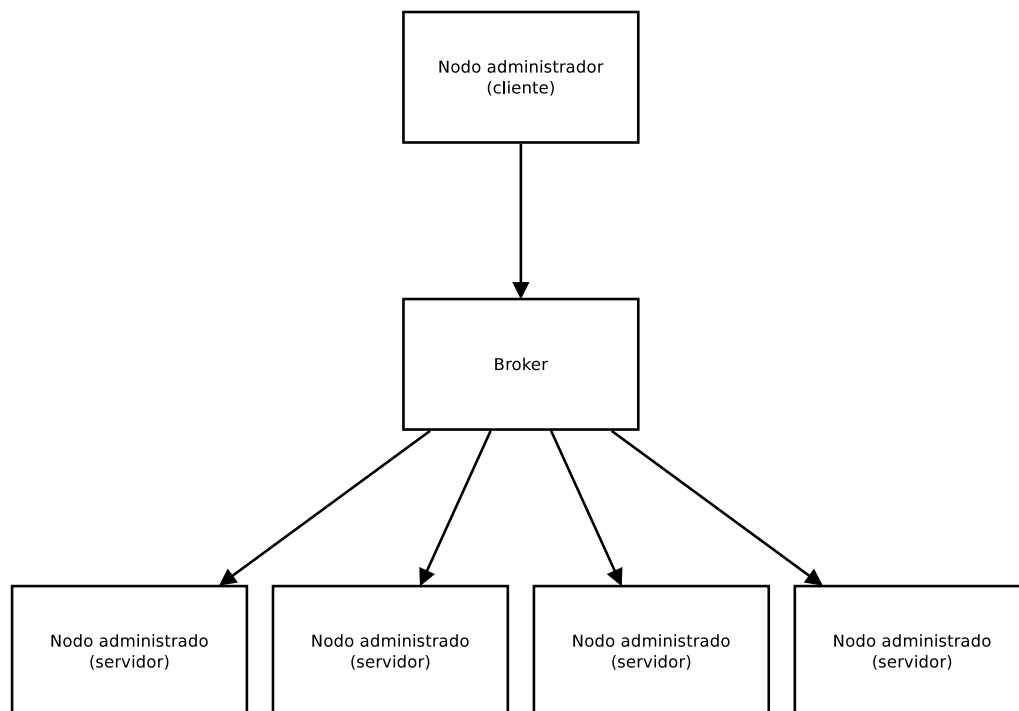 Nodo administrador
(cliente)
Broker
Nodo administrado
(servidor)
Nodo administrado
(servidor)
Nodo administrado
(servidor)
Nodo administrado
(servidor)